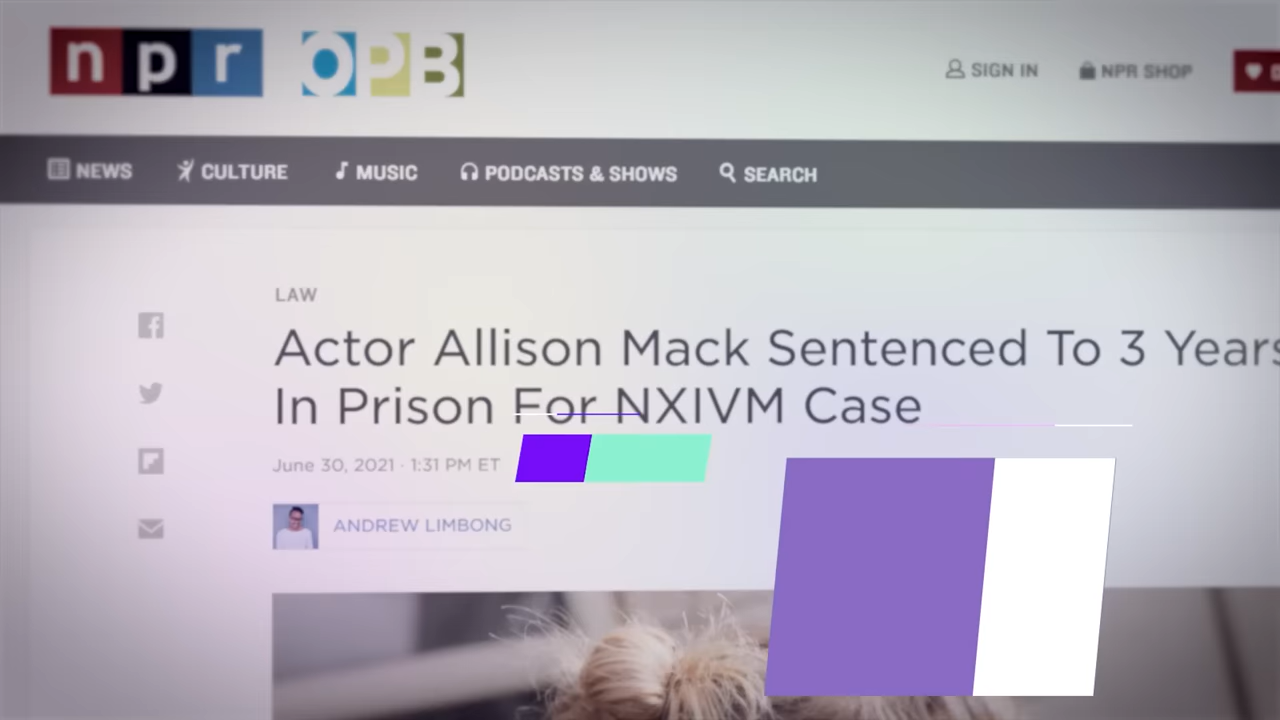 npr OPB
SIGN IN NPR SHOP
NEWS CULTURE MUSIC PODCASTS & SHOWS SEARCH
LAW
Actor Allison Mack Sentenced To 3 Years
In Prison For NXIVM Case
June 30, 2021 · 1:31 PM ET
ANDREW LIMBONG